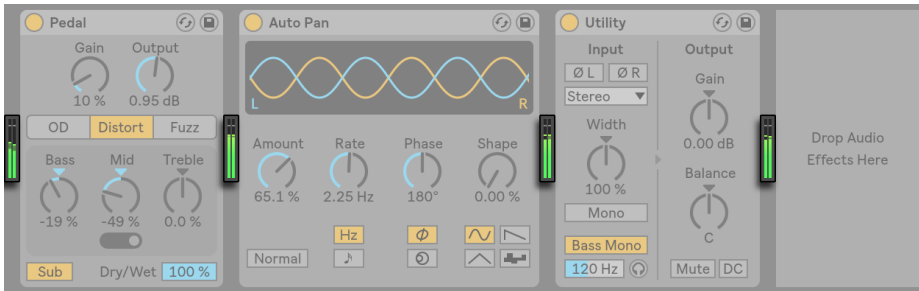 Pedal
Gain Output
10 % 0.95 dB
OD Distort Fuzz
Bass Mid Treble
-19 % -49 % 0.0 %
Sub Dry/Wet 100 %
Auto Pan
L R
Amount Rate Phase Shape
65.1 % 2.25 Hz 180° 0.00 %
Hz
Normal
Utility
Input
Ø L Ø R
Stereo
Width
100 %
Mono
Bass Mono
120 Hz
Output
Gain
0.00 dB
Balance
C
Mute DC
Drop Audio
Effects Here